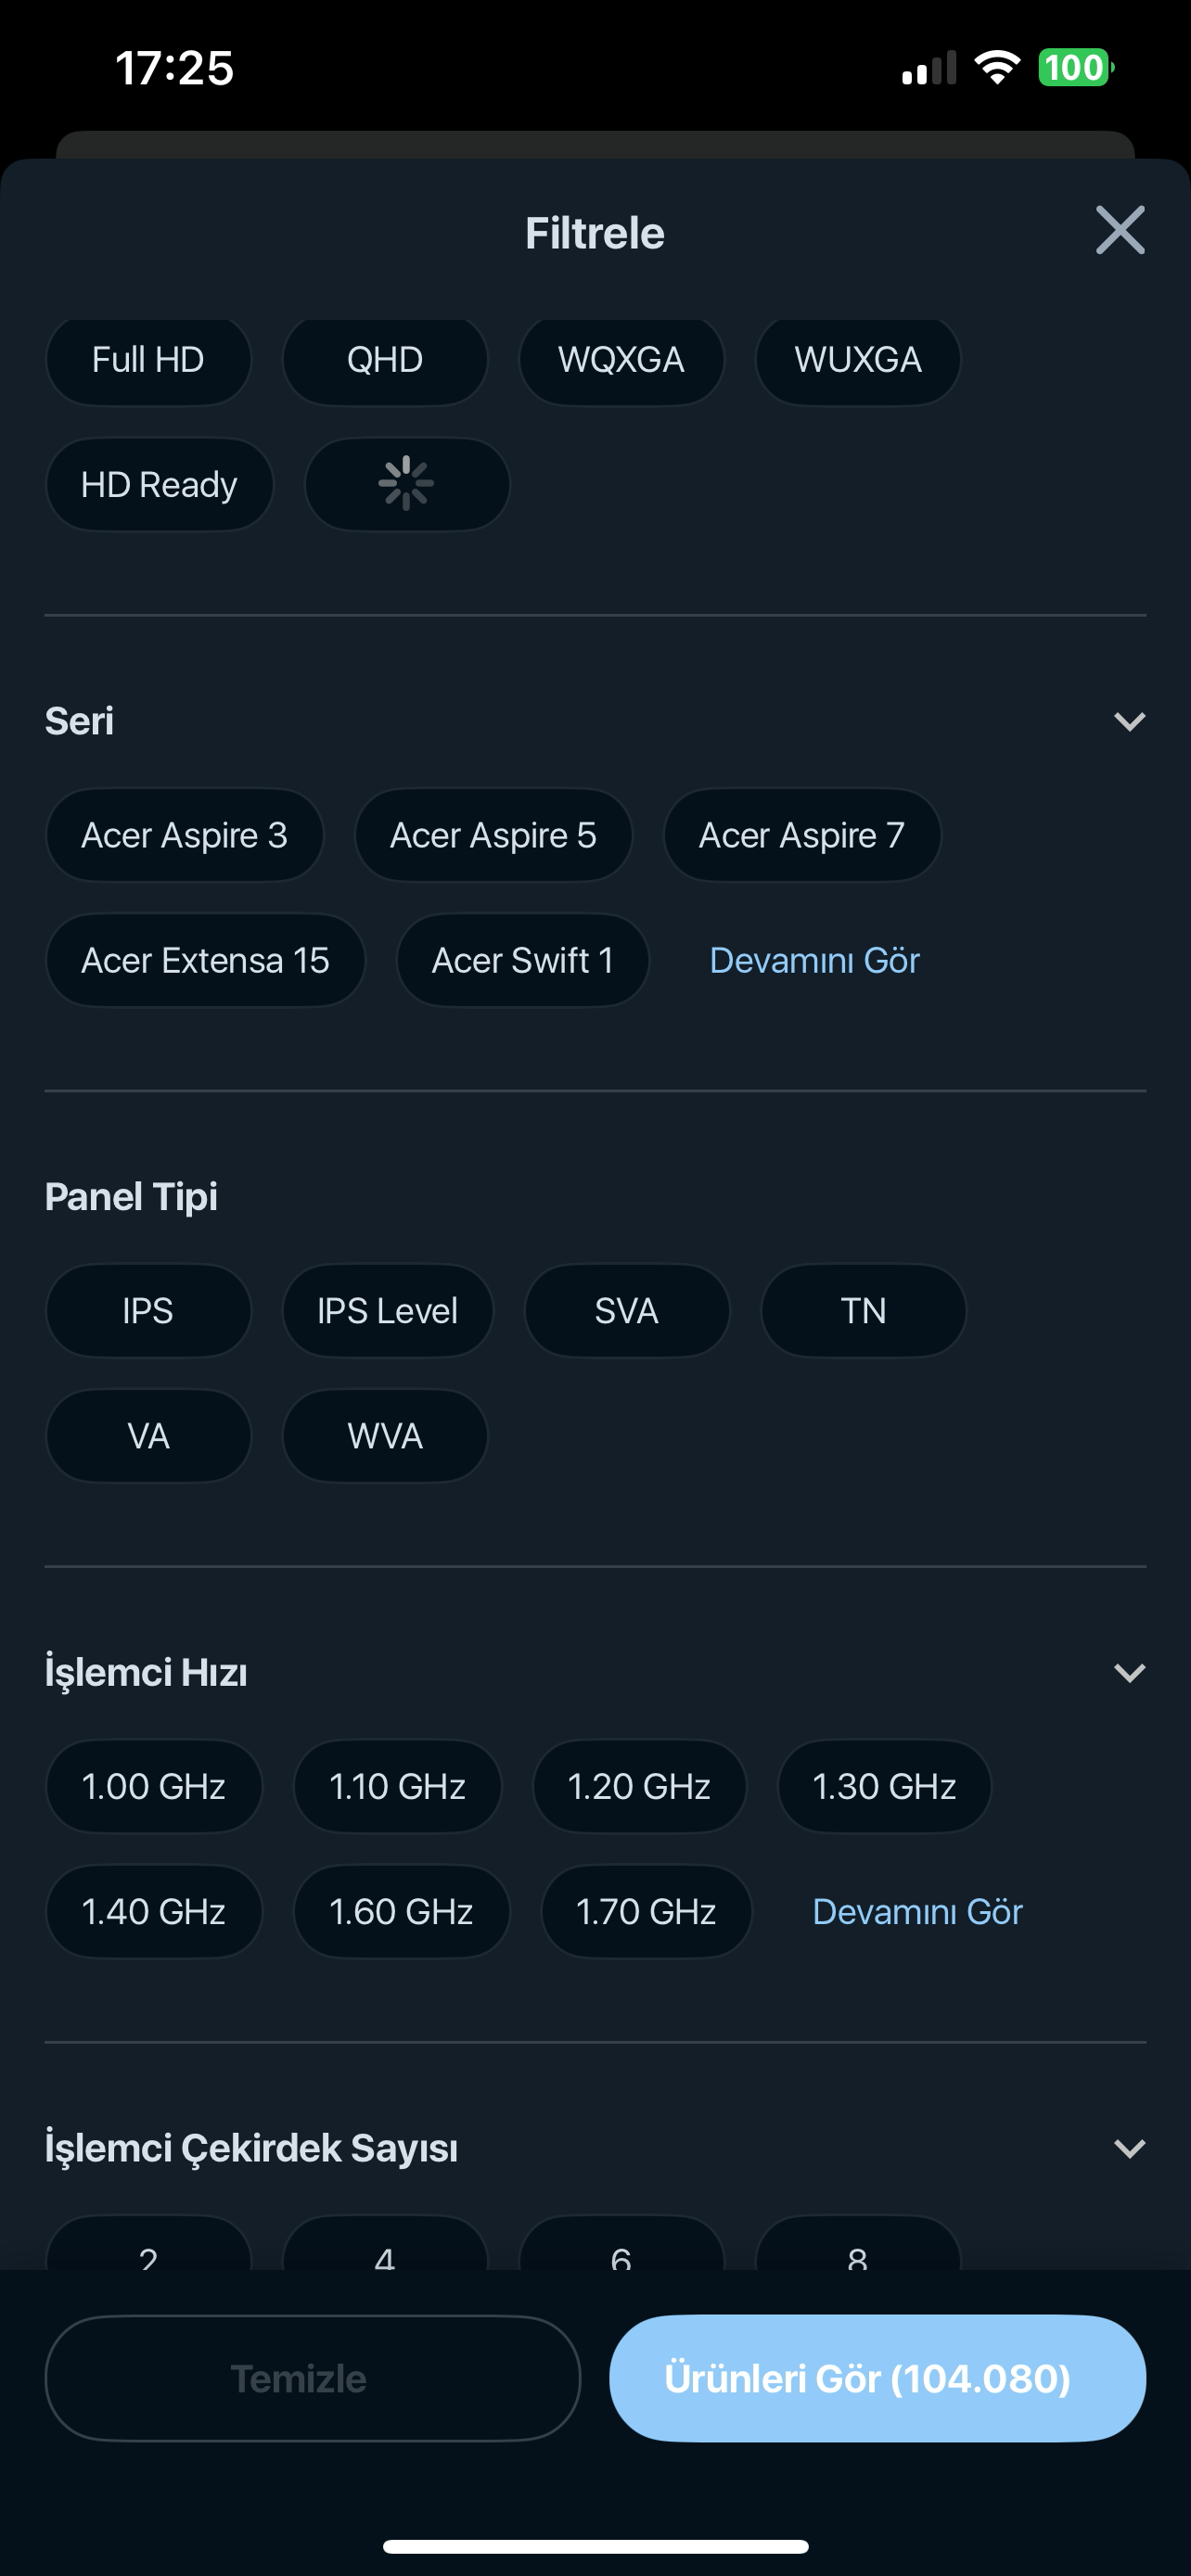 17:25
100
Filtrele
Full HD QHD WQXGA WUXGA
HD Ready
Seri
Acer Aspire 3 Acer Aspire 5 Acer Aspire 7
Acer Extensa 15 Acer Swift 1 Devamını Gör
Panel Tipi
IPS IPS Level SVA TN
VA WVA
İşlemci Hızı
1.00 GHz 1.10 GHz 1.20 GHz 1.30 GHz
1.40 GHz 1.60 GHz 1.70 GHz Devamını Gör
İşlemci Çekirdek Sayısı
2 4 6 8
Temizle Ürünleri Gör (104.080)